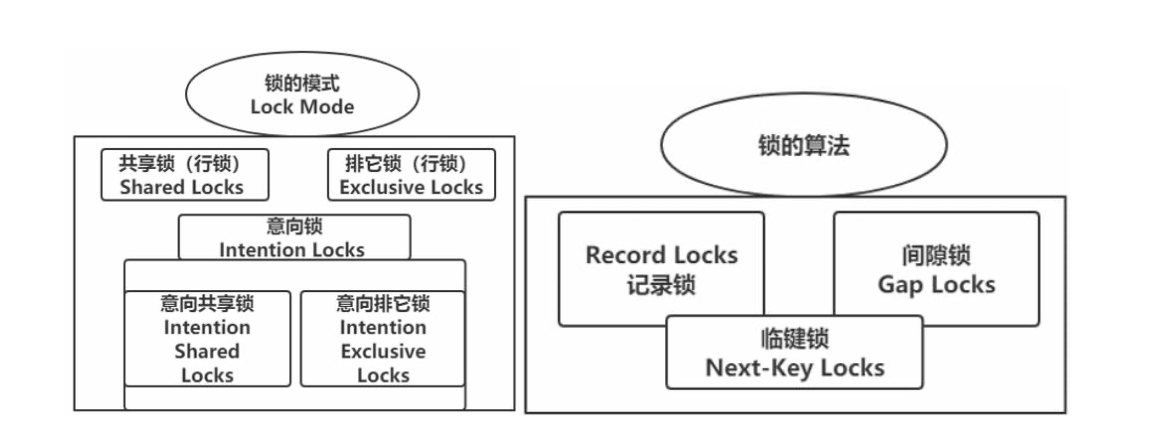 锁的模式
Lock Mode
共享锁（行锁）
Shared Locks
排它锁（行锁）
Exclusive Locks
意向锁
Intention Locks
意向共享锁
Intention
Shared
Locks
意向排它锁
Intention
Exclusive
Locks
锁的算法
Record Locks
记录锁
间隙锁
Gap Locks
临键锁
Next-Key Locks